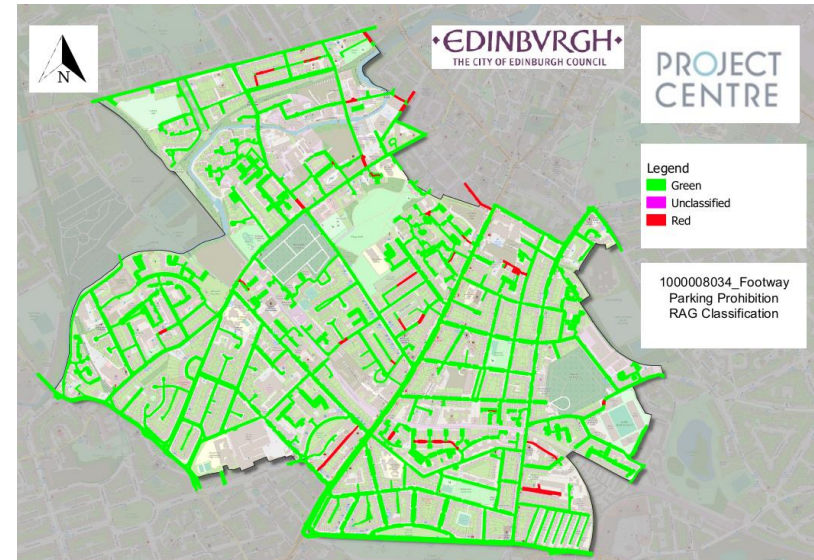 N
•EDINBVRGH•
THE CITY OF EDINBURGH COUNCIL
PROJECT
CENTRE
Legend
Green
Unclassified
Red
1000008034_Footway
Parking Prohibition
RAG Classification